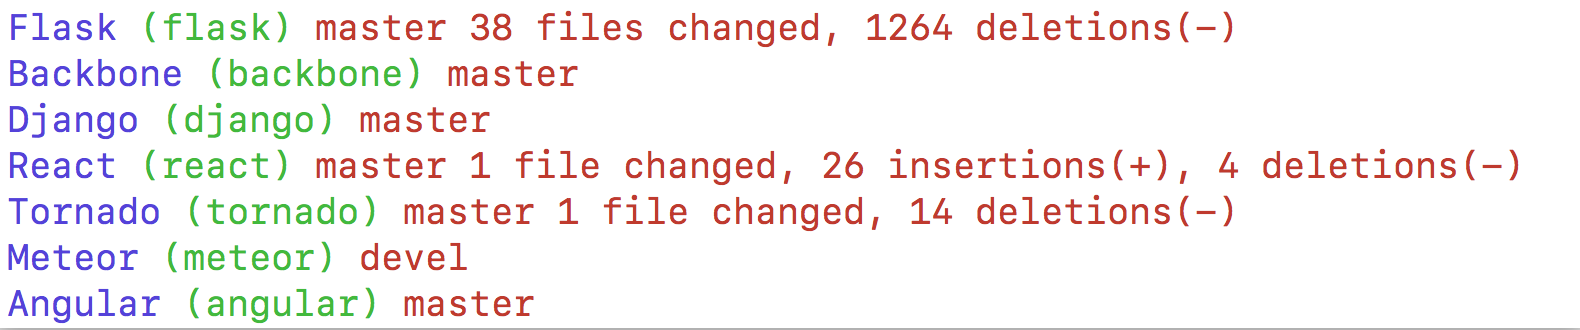 Flask (flask) master 38 files changed, 1264 deletions(-)
Backbone (backbone) master
Django (django) master
React (react) master 1 file changed, 26 insertions(+), 4 deletions(-)
Tornado (tornado) master 1 file changed, 14 deletions(-)
Meteor (meteor) devel
Angular (angular) master